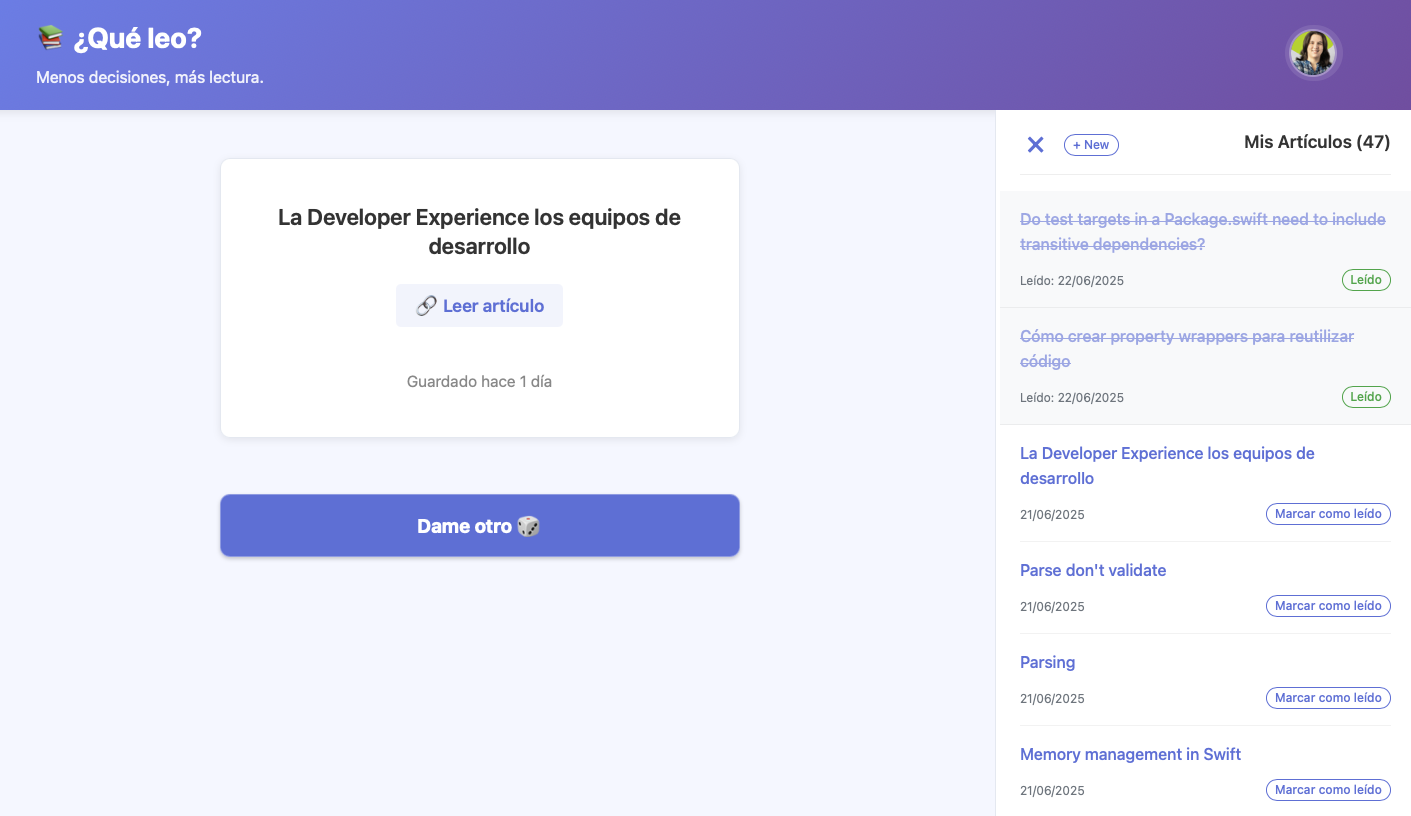 ¿Qué leo?
Menos decisiones, más lectura.
La Developer Experience los equipos de
desarrollo
Leer artículo
Guardado hace 1 día
Dame otro
+ New
Mis Artículos (47)
Do test targets in a Package.swift need to include
transitive dependencies?
Leído: 22/06/2025
Leído
Cómo crear property wrappers para reutilizar
código
Leído: 22/06/2025
Leído
La Developer Experience los equipos de
desarrollo
21/06/2025
Marcar como leído
Parse don't validate
21/06/2025
Marcar como leído
Parsing
21/06/2025
Marcar como leído
Memory management in Swift
21/06/2025
Marcar como leído